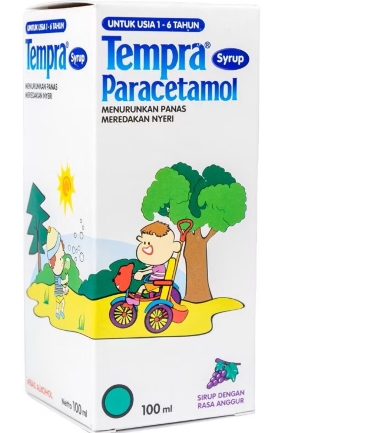 UNTUK USIA 1 - 6 TAHUN
Tempra® Syrup
Paracetamol
MENURUNKAN PANAS
MEREDAKAN NYERI
100 ml
SIRUP DENGAN
RASA ANGGUR
UNTUK USIA 1 - 6 TAHUN
Tempra® Syrup
MENURUNKAN PANAS
MEREDAKAN NYERI
Netto 100 ml